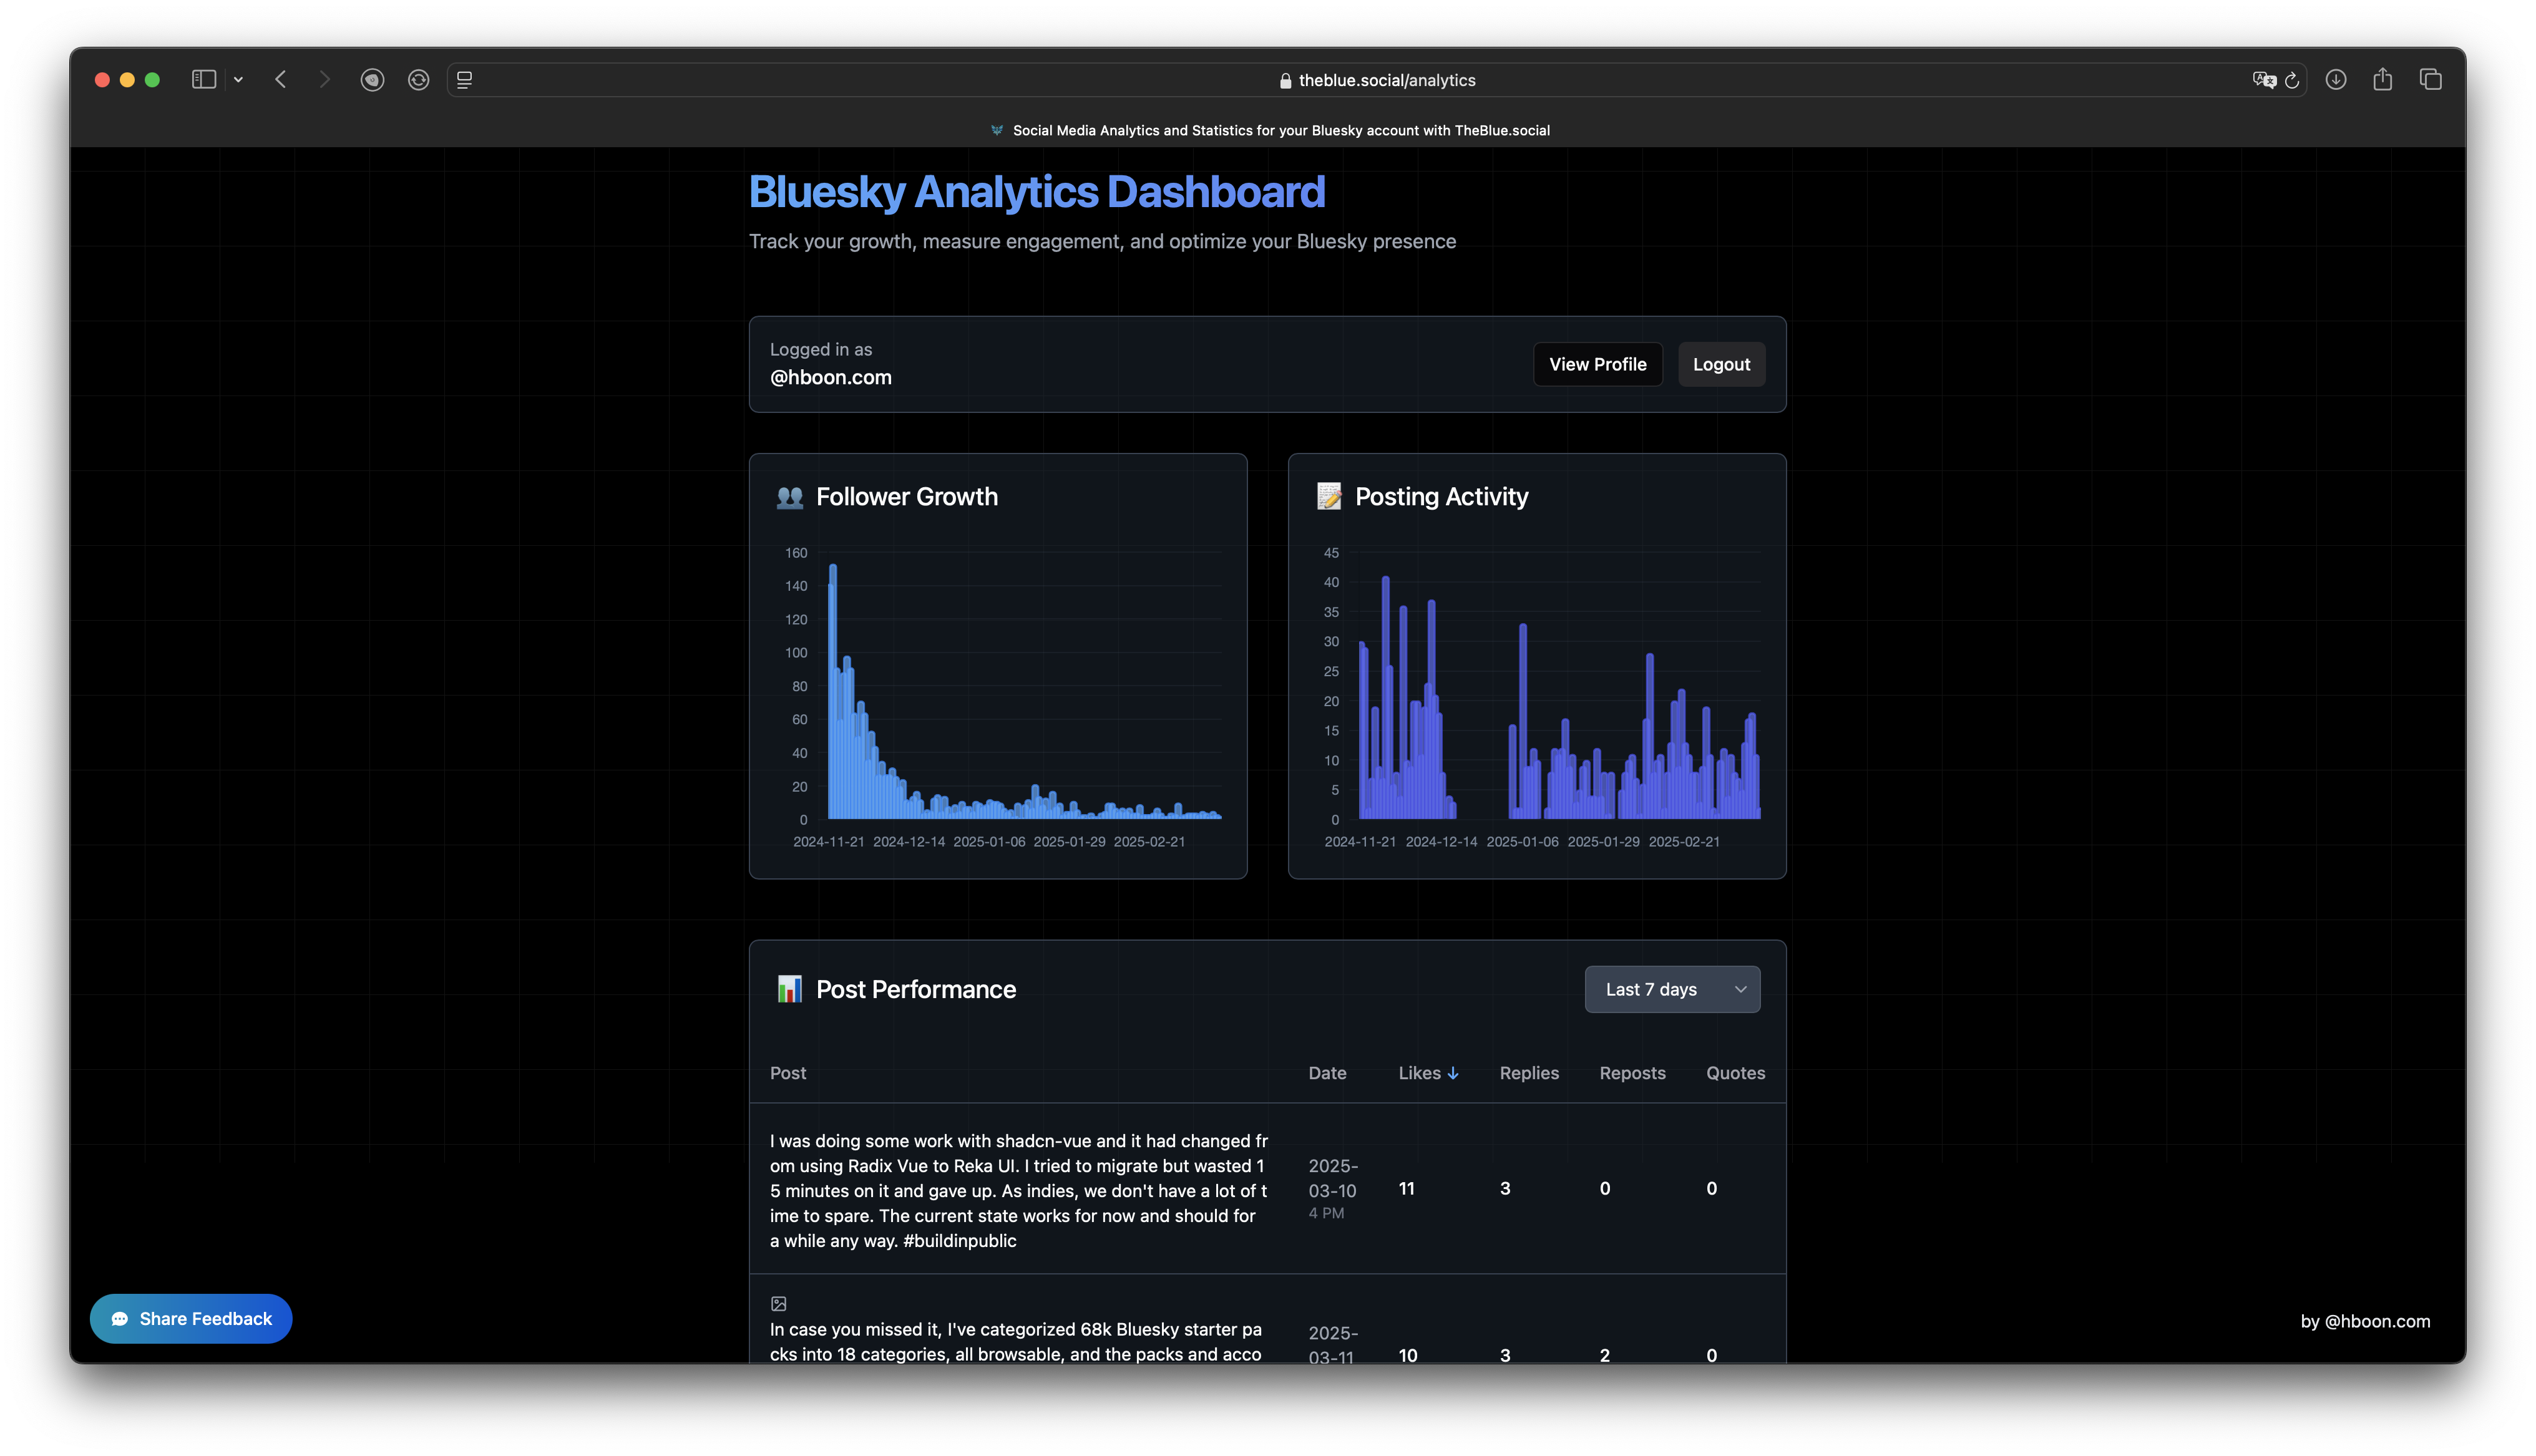 theblue.social/analytics
Social Media Analytics and Statistics for your Bluesky account with TheBlue.social
Bluesky Analytics Dashboard
Track your growth, measure engagement, and optimize your Bluesky presence
Logged in as
@hboon.com
View Profile
Logout
Follower Growth
160
140
120
100
80
60
40
20
0
2024-11-21 2024-12-14 2025-01-06 2025-01-29 2025-02-21
Posting Activity
45
40
35
30
25
20
15
10
5
0
2024-11-21 2024-12-14 2025-01-06 2025-01-29 2025-02-21
Post Performance
Last 7 days
Post Date Likes ↓ Replies Reposts Quotes
I was doing some work with shadcn-vue and it had changed fr
om using Radix Vue to Reka UI. I tried to migrate but wasted 1
5 minutes on it and gave up. As indies, we don't have a lot of t
ime to spare. The current state works for now and should for
a while any way. #buildinpublic
2025-
03-10
4 PM
11 3 0 0
In case you missed it, I've categorized 68k Bluesky starter pa
cks into 18 categories, all browsable, and the packs and acco
2025-
03-11
10 3 2 0
Share Feedback
by @hboon.com